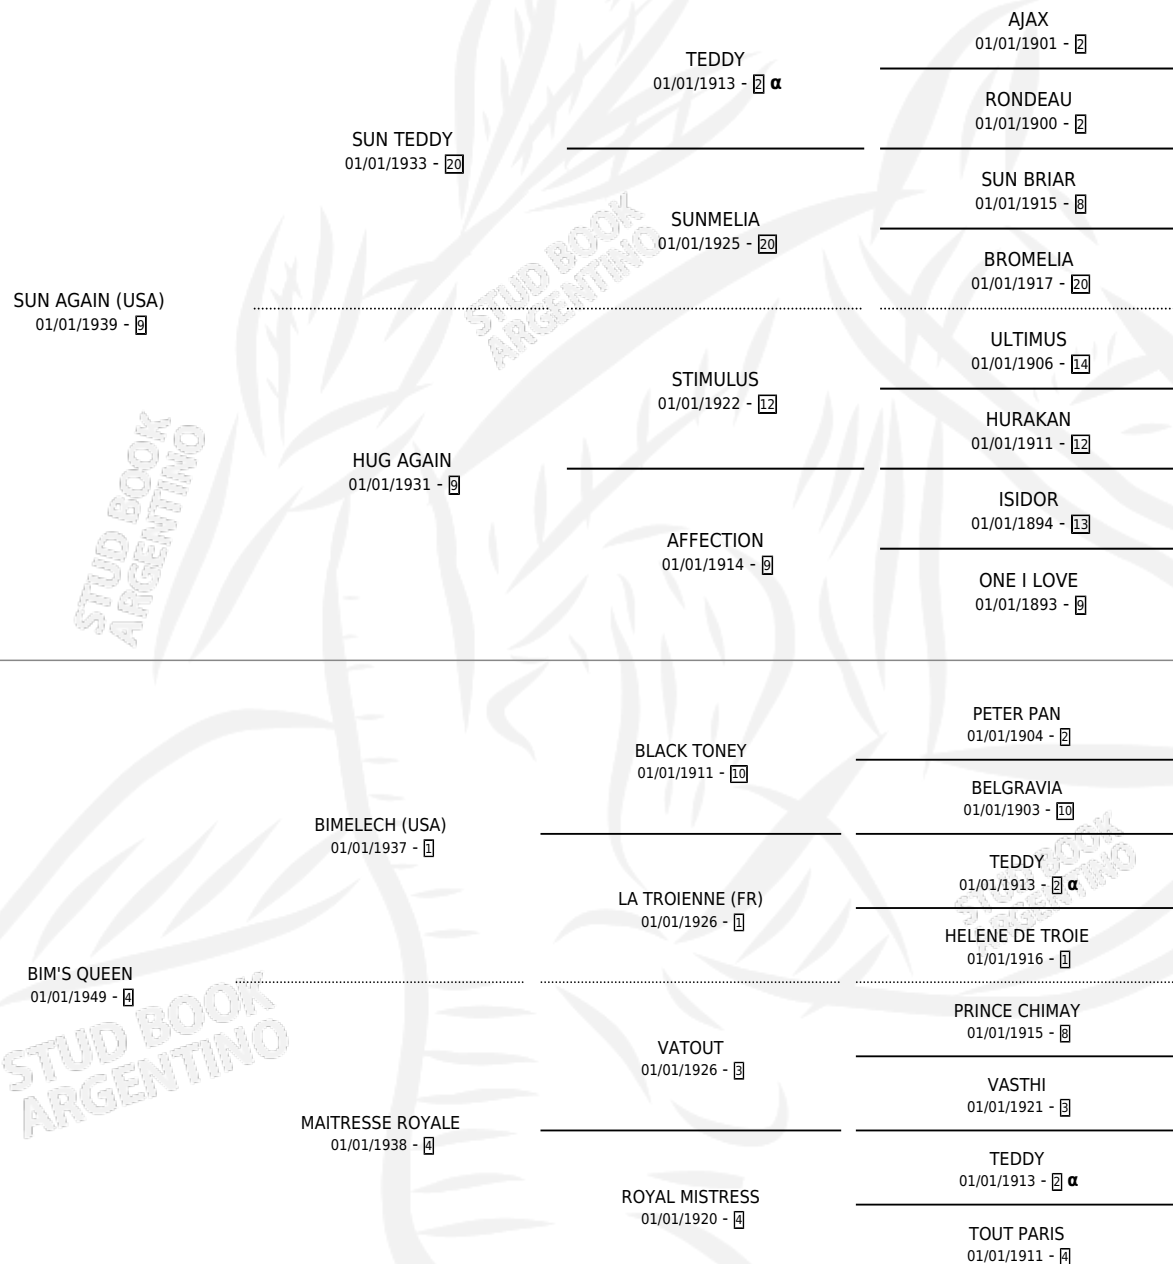 AJAX
01/01/1901 - 2
TEDDY
01/01/1913 - 2 α
RONDEAU
01/01/1900 - 2
SUN TEDDY
01/01/1933 - 20
SUN BRIAR
01/01/1915 - 8
SUNMELIA
01/01/1925 - 20
BROMELIA
01/01/1917 - 20
SUN AGAIN (USA)
01/01/1939 - 9
ULTIMUS
01/01/1906 - 14
STIMULUS
01/01/1922 - 12
HURAKAN
01/01/1911 - 12
HUG AGAIN
01/01/1931 - 9
ISIDOR
01/01/1894 - 13
AFFECTION
01/01/1914 - 9
ONE I LOVE
01/01/1893 - 9
PETER PAN
01/01/1904 - 2
BLACK TONEY
01/01/1911 - 10
BELGRAVIA
01/01/1903 - 10
BIMELECH (USA)
01/01/1937 - 1
TEDDY
01/01/1913 - 2 α
LA TROIENNE (FR)
01/01/1926 - 1
HELENE DE TROIE
01/01/1916 - 1
BIM'S QUEEN
01/01/1949 - 4
PRINCE CHIMAY
01/01/1915 - 8
VATOUT
01/01/1926 - 3
VASTHI
01/01/1921 - 3
MAITRESSE ROYALE
01/01/1938 - 4
TEDDY
01/01/1913 - 2 α
ROYAL MISTRESS
01/01/1920 - 4
TOUT PARIS
01/01/1911 - 4
STUD BOOK
ARGENTINO
STUD BOOK
ARGENTINO
STUD BOOK
ARGENTINO
STUD BOOK
ARGENTINO